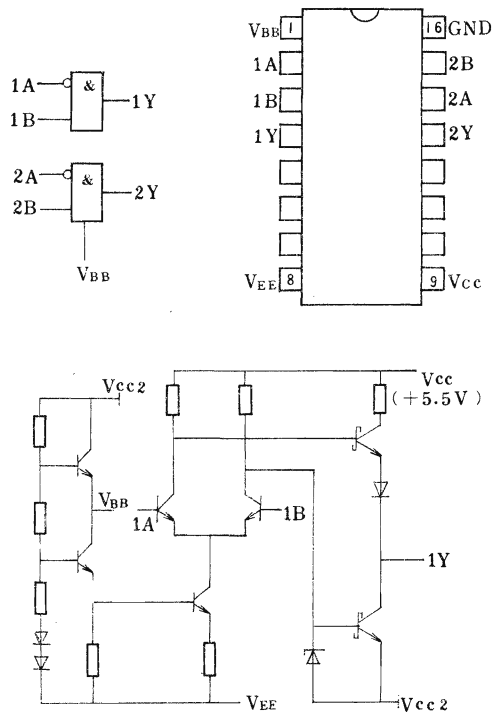 VBB 1 16 GND
1A 2B
1B 2A
1Y 2Y
VEE 8 9 Vcc
1A & 1Y
1B
2A & 2Y
2B
VBB
Vcc2
Vcc
(+5.5V)
VBB
1A 1B
1Y
VEE
Vcc2